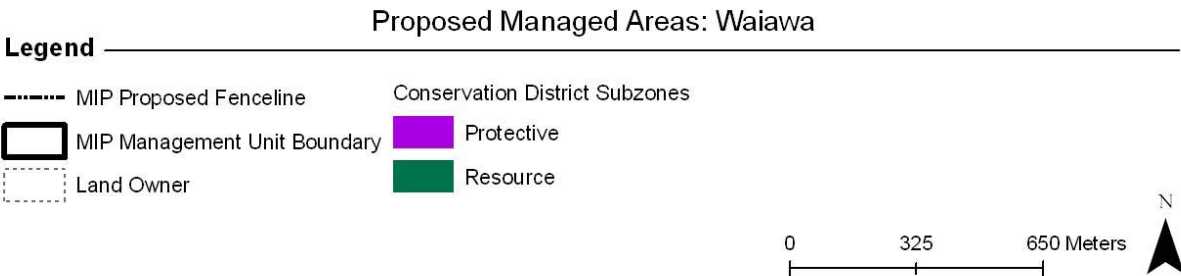 Proposed Managed Areas: Waiawa
Legend
MIP Proposed Fenceline
MIP Management Unit Boundary
Land Owner
Conservation District Subzones
Protective
Resource
N
0 325 650 Meters